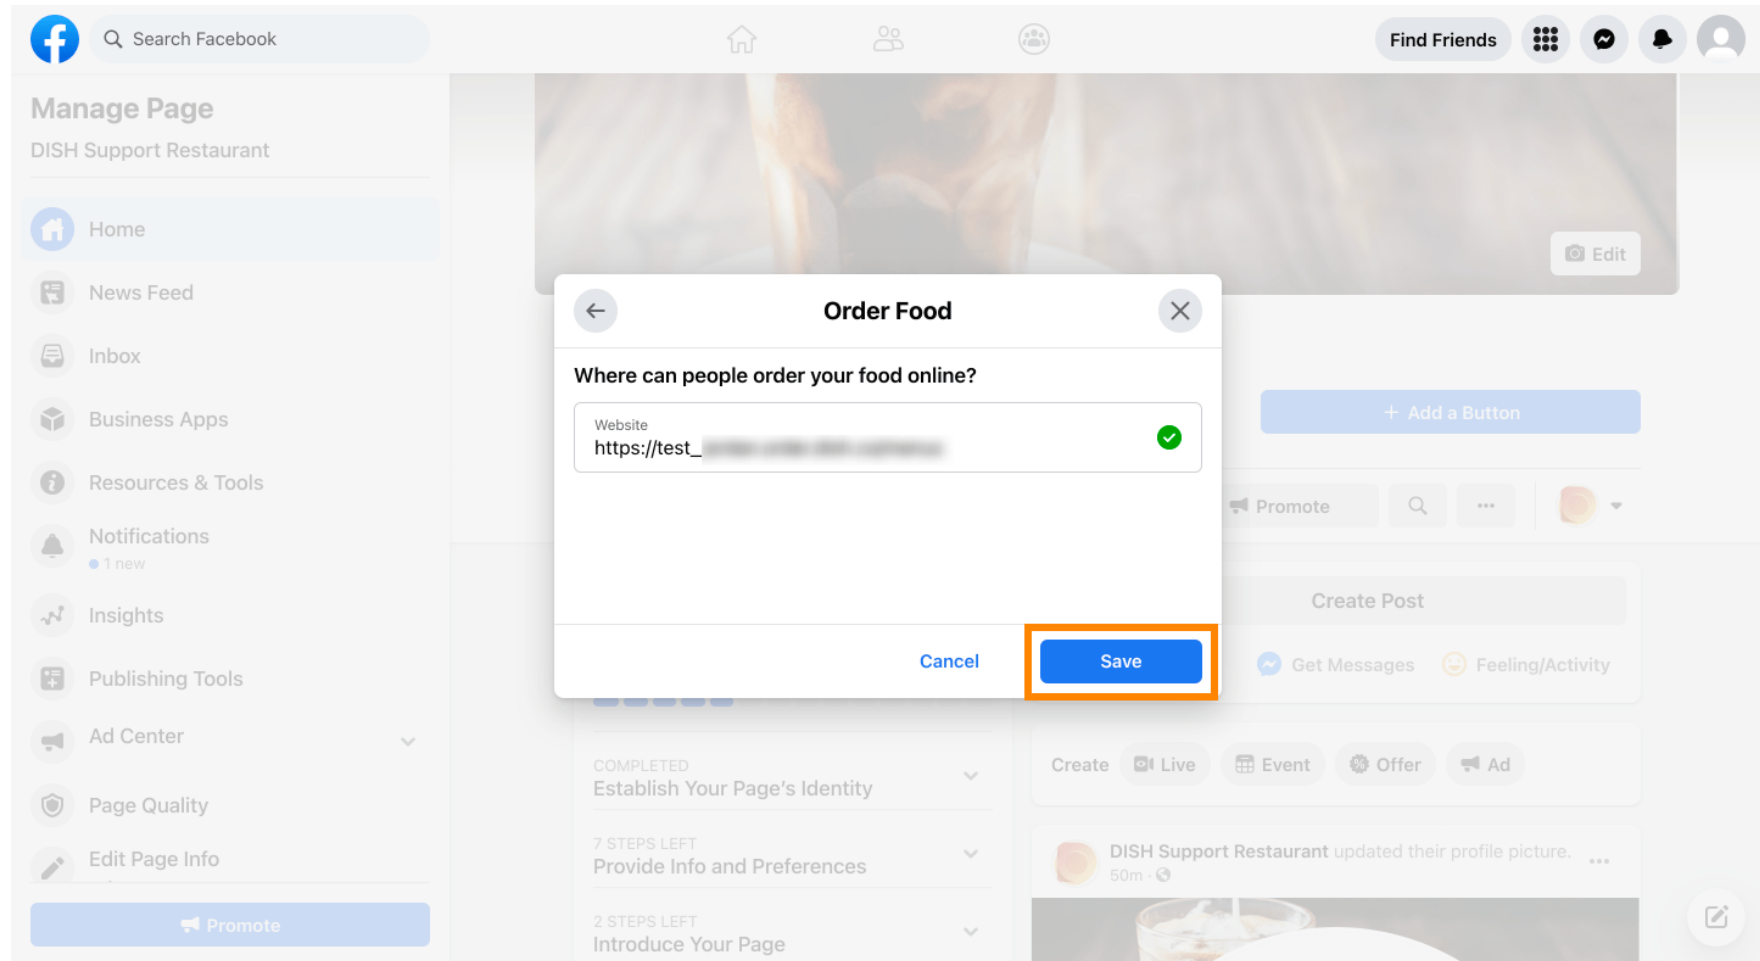 Search Facebook
Find Friends
Manage Page
DISH Support Restaurant
Home
News Feed
Inbox
Business Apps
Resources & Tools
Notifications
1 new
Insights
Publishing Tools
Ad Center
Page Quality
Edit Page Info
Promote
Edit
Order Food
Where can people order your food online?
Website
https://test_
Cancel
Save
+ Add a Button
Promote
Create Post
Get Messages
Feeling/Activity
COMPLETED
Establish Your Page's Identity
7 STEPS LEFT
Provide Info and Preferences
2 STEPS LEFT
Introduce Your Page
Create Live Event Offer Ad
DISH Support Restaurant updated their profile picture.
50m ·